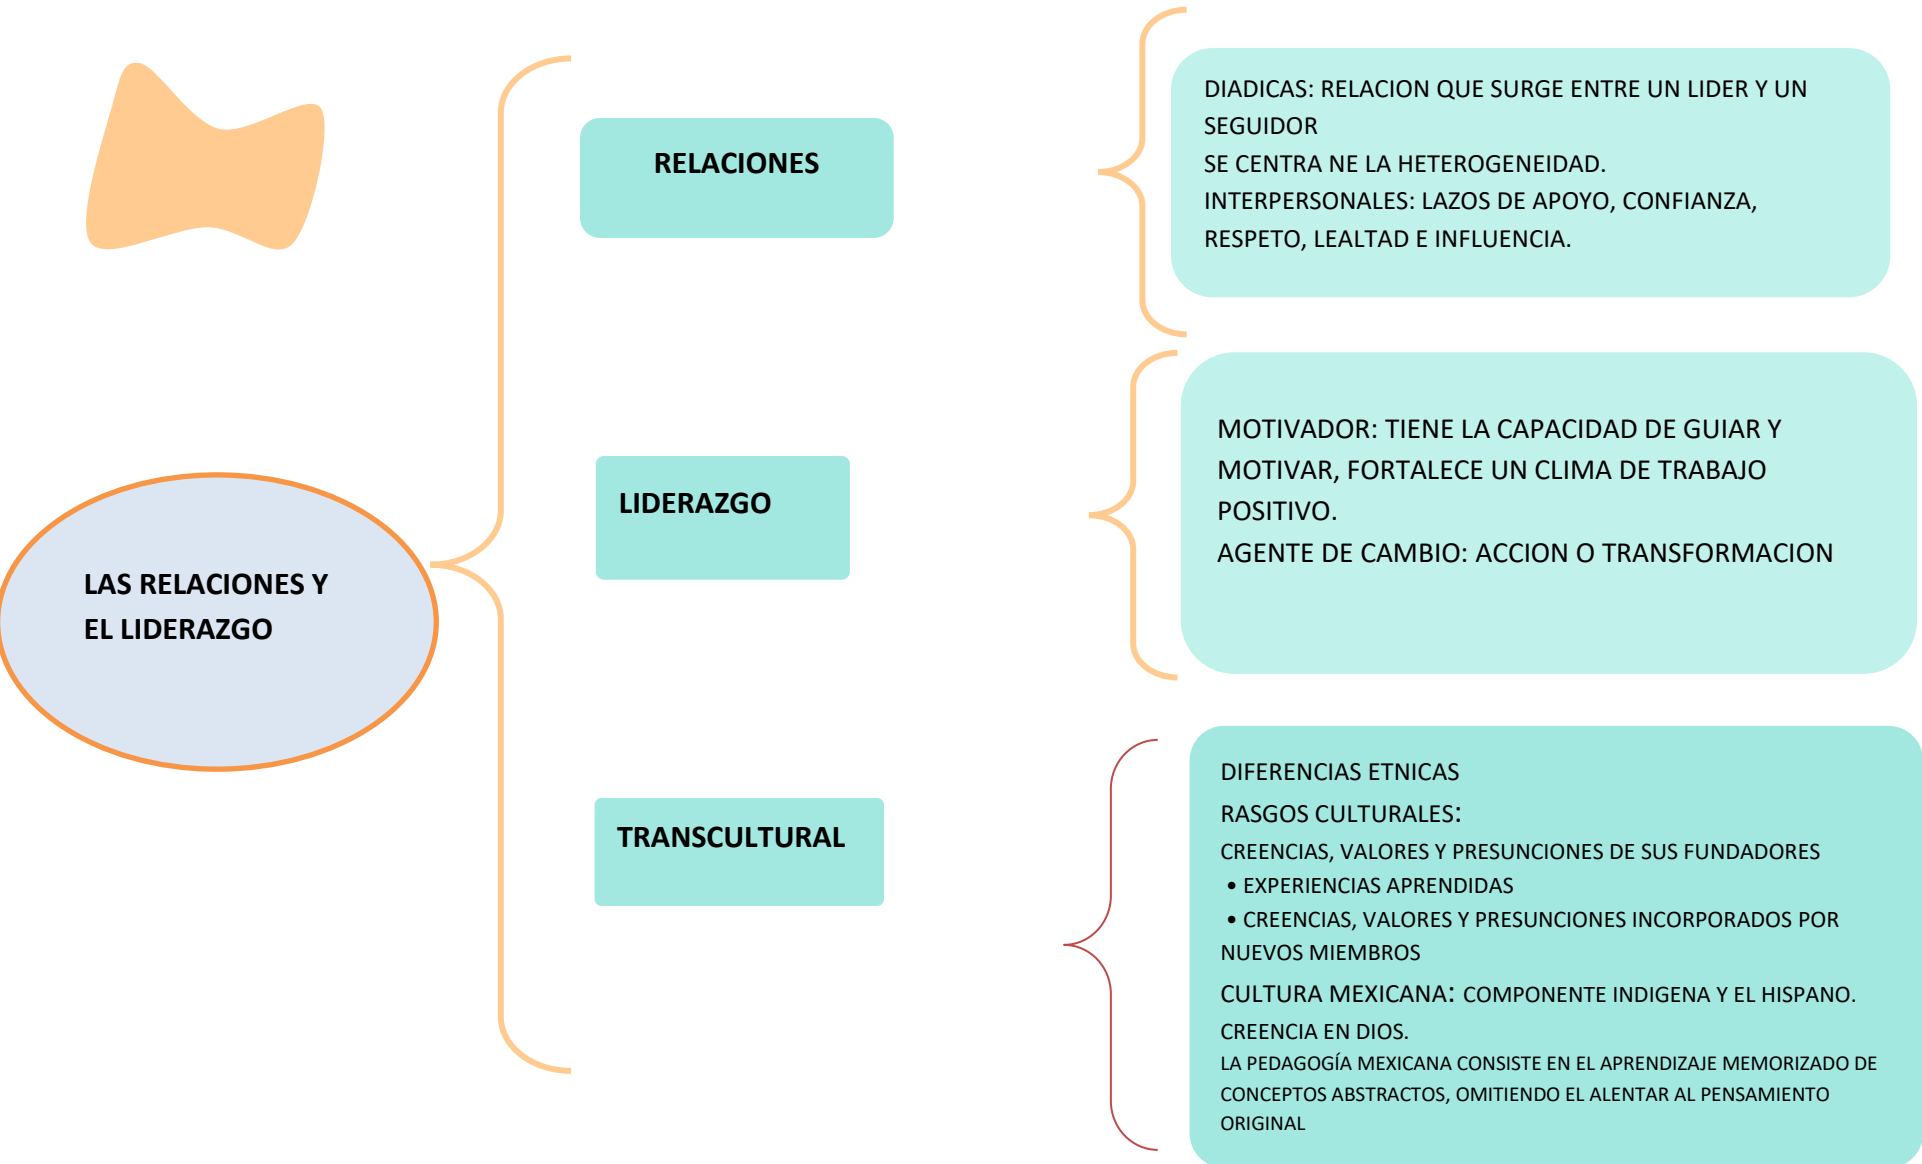 LAS RELACIONES Y
EL LIDERAZGO
RELACIONES
DIADICAS: RELACION QUE SURGE ENTRE UN LIDER Y UN
SEGUIDOR
SE CENTRA NE LA HETEROGENEIDAD.
INTERPERSONALES: LAZOS DE APOYO, CONFIANZA,
RESPETO, LEALTAD E INFLUENCIA.
LIDERAZGO
MOTIVADOR: TIENE LA CAPACIDAD DE GUIAR Y
MOTIVAR, FORTALECE UN CLIMA DE TRABAJO
POSITIVO.
AGENTE DE CAMBIO: ACCION O TRANSFORMACION
TRANSCULTURAL
DIFERENCIAS ETNICAS
RASGOS CULTURALES:
CREENCIAS, VALORES Y PRESUNCIONES DE SUS FUNDADORES
• EXPERIENCIAS APRENDIDAS
• CREENCIAS, VALORES Y PRESUNCIONES INCORPORADOS POR
NUEVOS MIEMBROS
CULTURA MEXICANA: COMPONENTE INDIGENA Y EL HISPANO.
CREENCIA EN DIOS.
LA PEDAGOGÍA MEXICANA CONSISTE EN EL APRENDIZAJE MEMORIZADO DE
CONCEPTOS ABSTRACTOS, OMITIENDO EL ALENTAR AL PENSAMIENTO
ORIGINAL